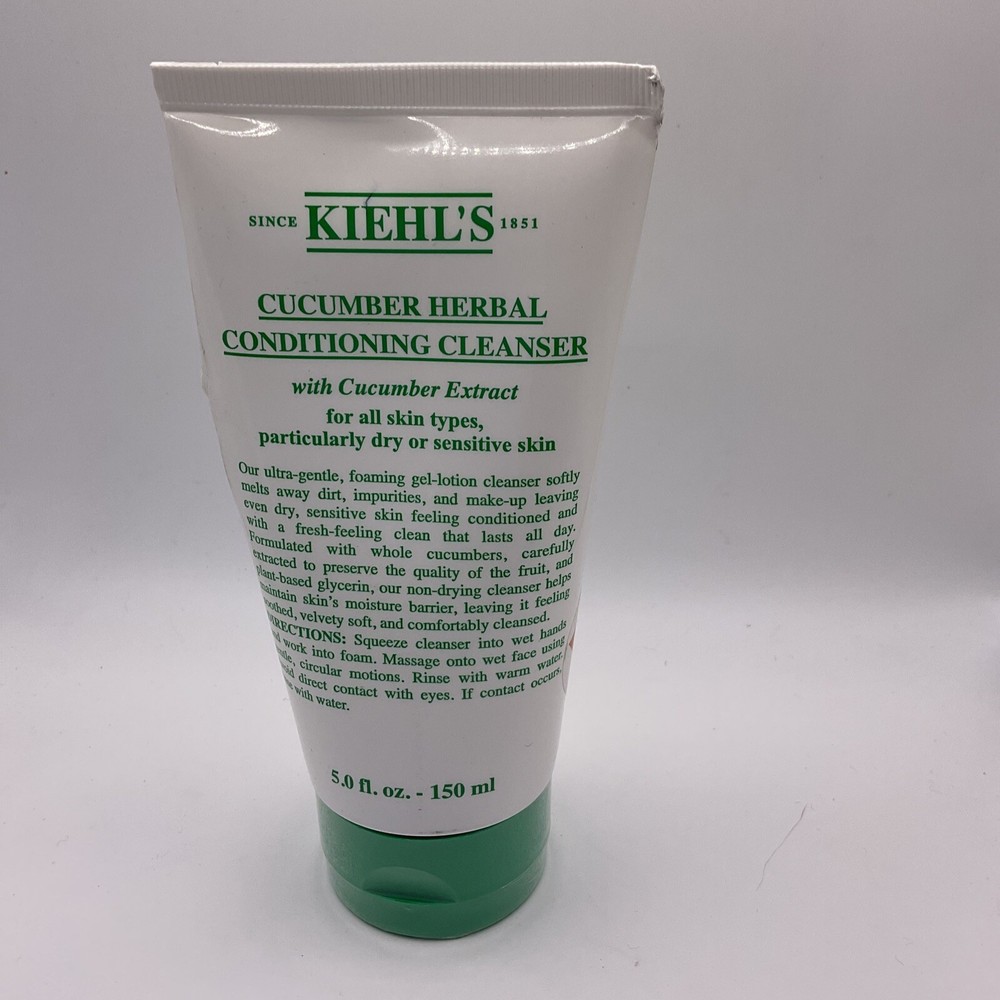 SINCE KIEHL'S 1851
CUCUMBER HERBAL
CONDITIONING CLEANSER
with Cucumber Extract
for all skin types,
particularly dry or sensitive skin
Our ultra-gentle, foaming gel-lotion cleanser softly
melts away dirt, impurities, and make-up leaving
even dry, sensitive skin feeling conditioned and
with a fresh-feeling clean that lasts all day.
Formulated with whole cucumbers, carefully
extracted to preserve the quality of the fruit, and
plant-based glycerin, our non-drying cleanser helps
maintain skin's moisture barrier, leaving it feeling
velvety soft, and comfortably cleansed.
DIRECTIONS: Squeeze cleanser into wet hands
work into foam. Massage onto wet face using
circular motions. Rinse with warm water.
direct contact with eyes. If contact occurs,
with water.
5.0 fl. oz. - 150 ml